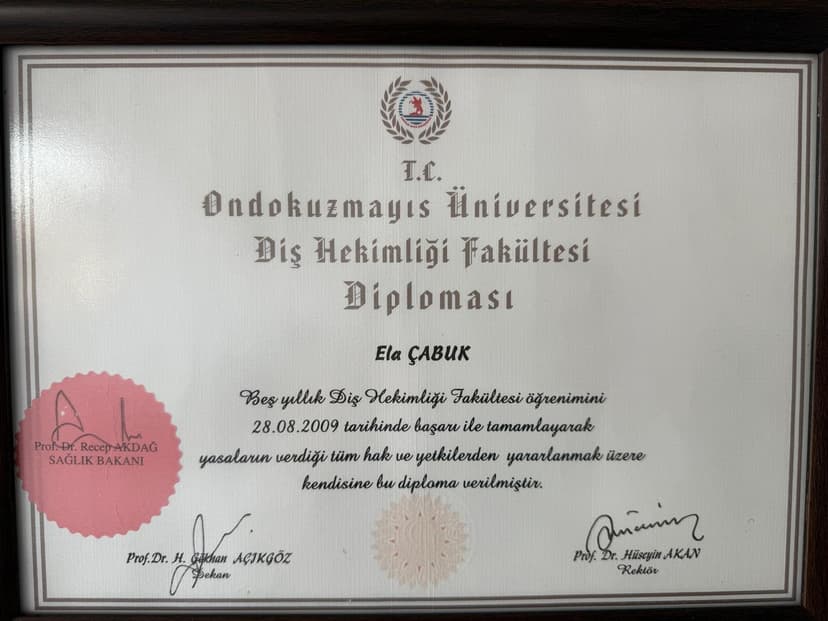 T.C.
Ondokuzmayıs Üniversitesi
Diş Hekimliği Fakültesi
Diploması
Ela ÇABUK
Beş yıllık Diş Hekimliği Fakültesi öğrenimini
28.08.2009 tarihinde başarı ile tamamlayarak
yasaların verdiği tüm hak ve yetkilerden yararlanmak üzere
kendisine bu diploma verilmiştir.
Prof. Dr. Recep AKDAĞ
SAĞLIK BAKANI
Prof.Dr. H. Gökhan AÇIKGÖZ
Dekan
Prof. Dr. Hüseyin AKAN
Rektör